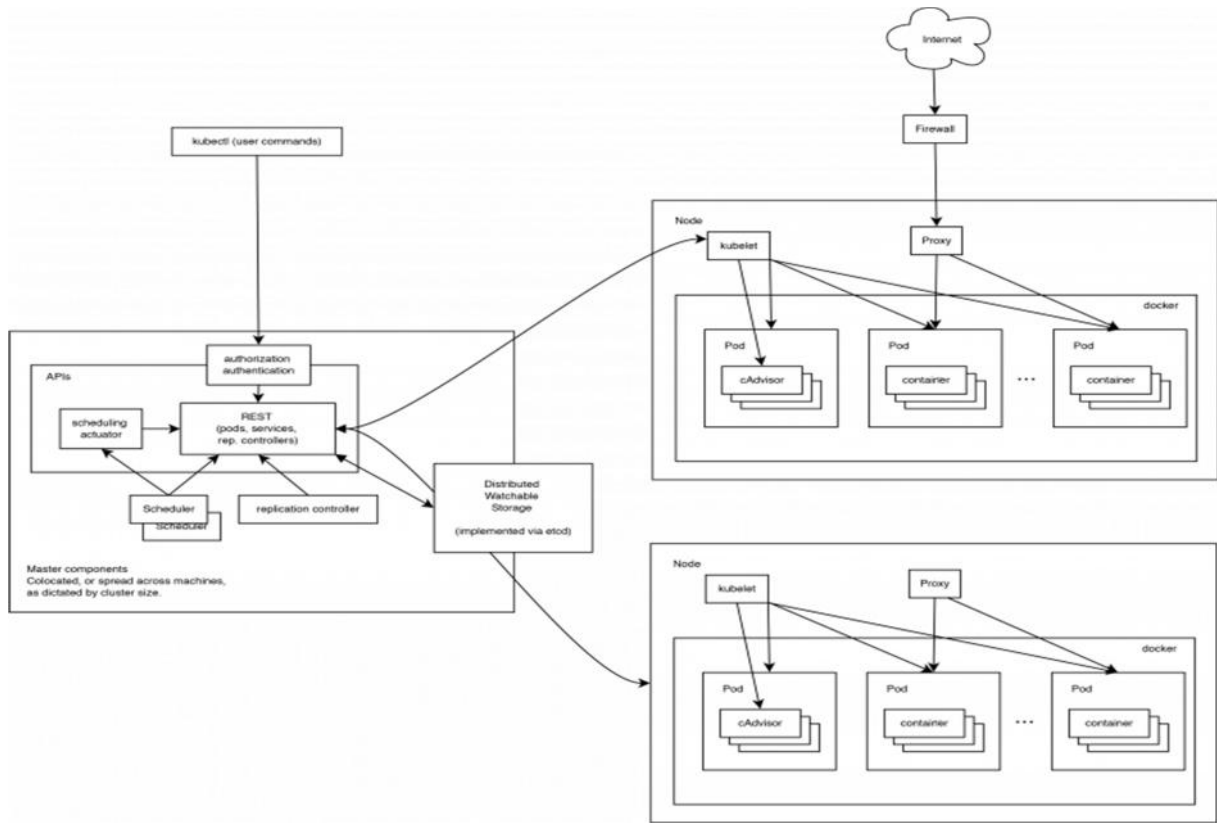 Internet
Firewall
kubectl (user commands)
Node
kubelet
Proxy
docker
Pod
cAdvisor
Pod
container
...
Pod
container
authorization
authentication
APIs
scheduling
actuator
REST
(pods, services,
rep. controllers)
Scheduler
Scheduler
replication controller
Distributed
Watchable
Storage
(implemented via etcd)
Master components
Colocated, or spread across machines,
as dictated by cluster size.
Node
kubelet
Proxy
docker
Pod
cAdvisor
Pod
container
...
Pod
container